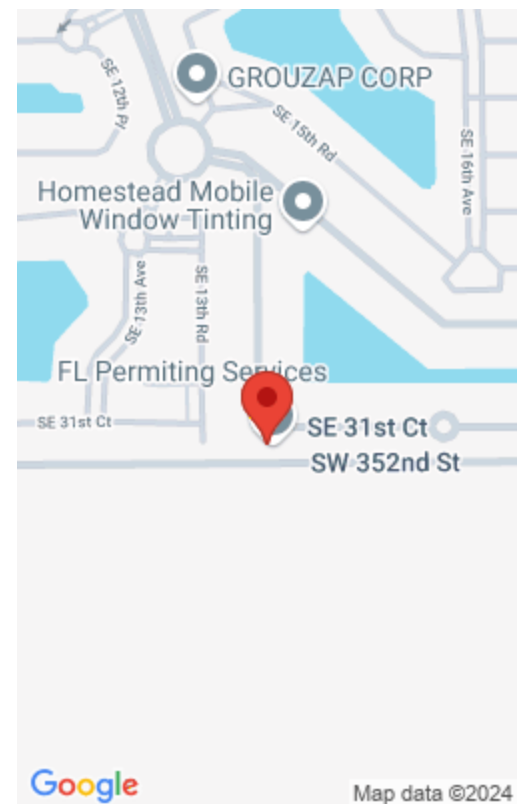 SE 12th Py
GROUZAP CORP
SE 15th Rd
SE 16th Ave
Homestead Mobile
Window Tinting
SE 13th Ave
SE 13th Rd
FL Permiting Services
SE 31st Ct
SE 31st Ct
SW 352nd St
Google
Map data ©2024